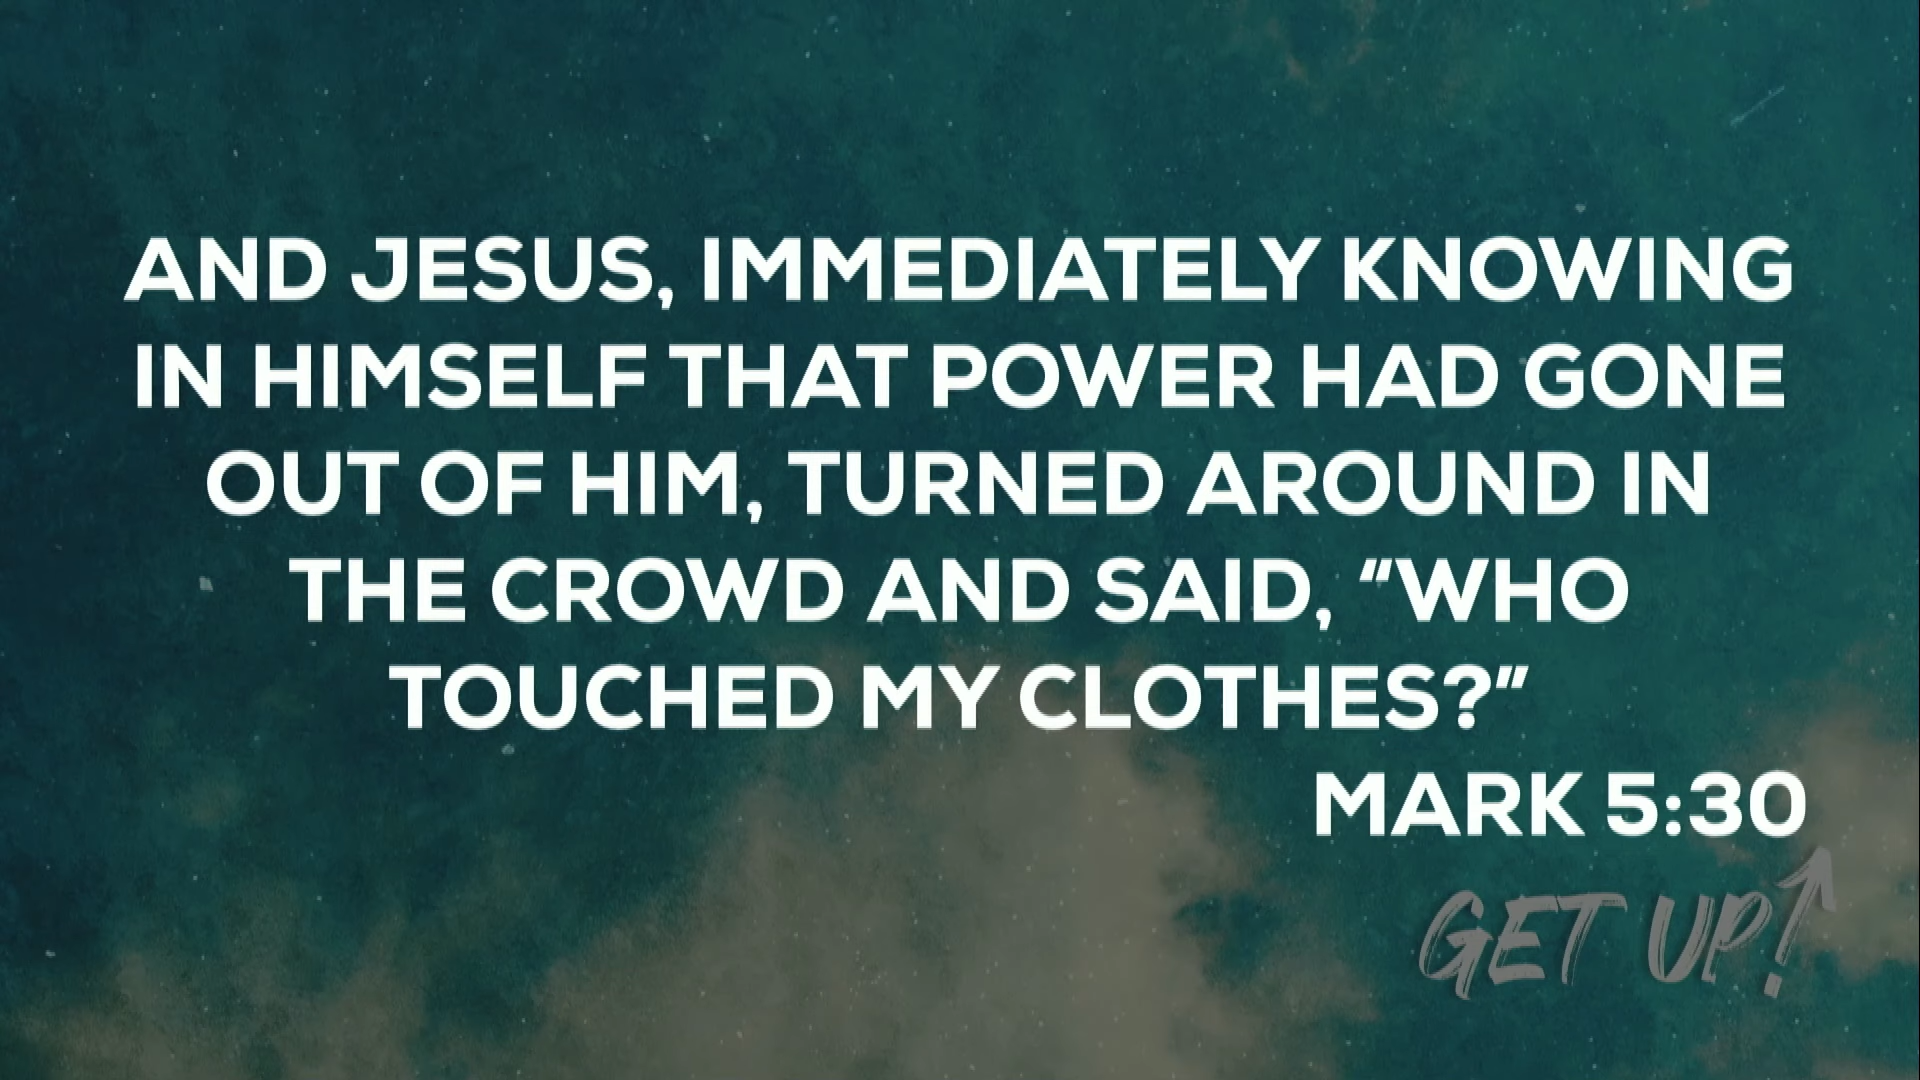 AND JESUS, IMMEDIATELY KNOWING
IN HIMSELF THAT POWER HAD GONE
OUT OF HIM, TURNED AROUND IN
THE CROWD AND SAID, “WHO
TOUCHED MY CLOTHES?”
MARK 5:30
GET UP!